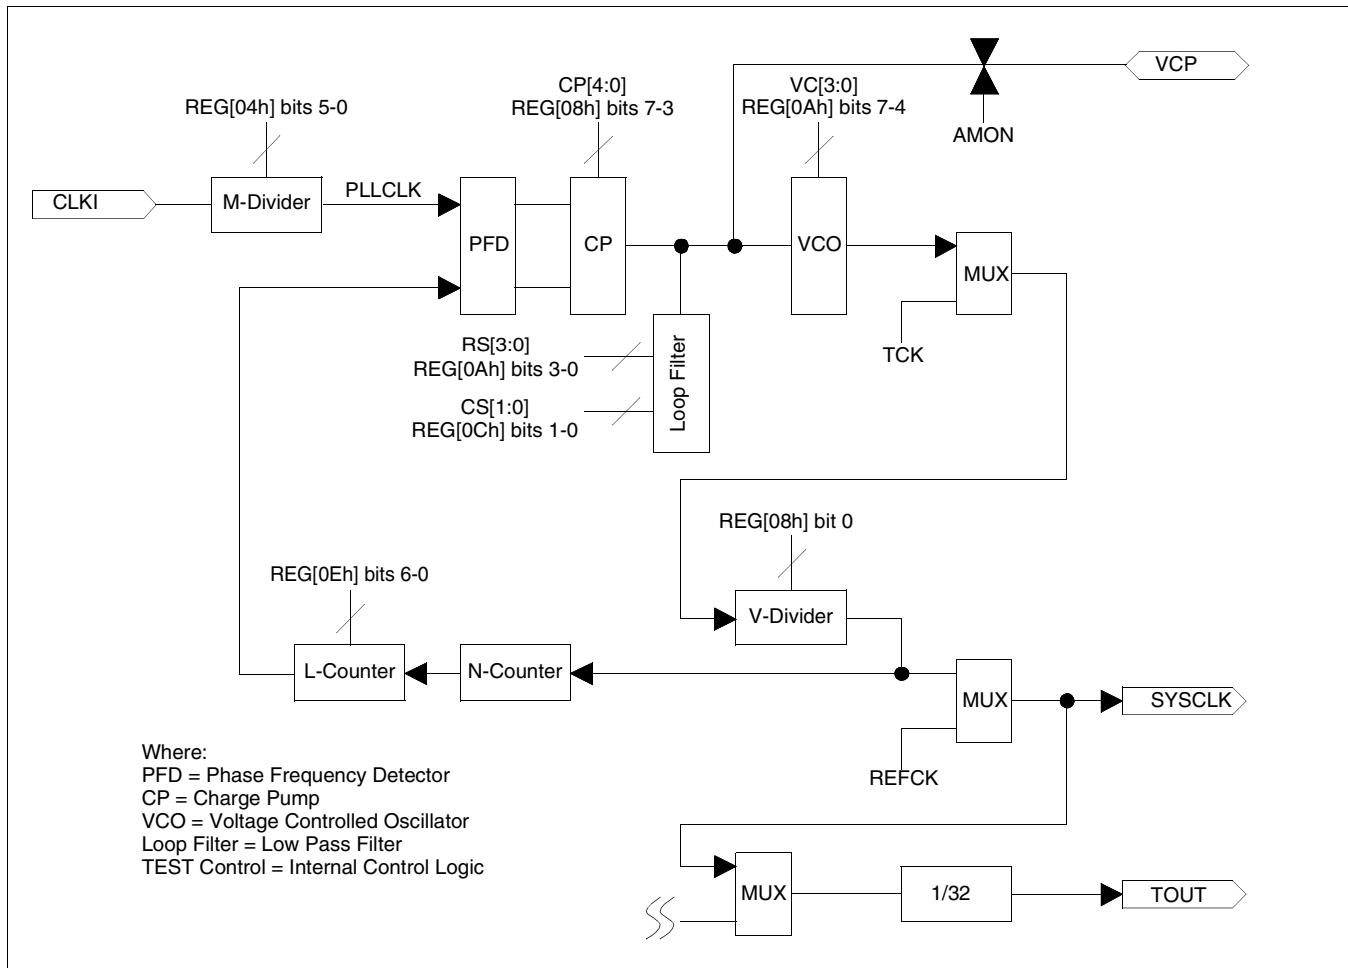 CP[4:0]
REG[08h] bits 7-3
VC[3:0]
REG[0Ah] bits 7-4
VCP
REG[04h] bits 5-0
AMON
CLKI
M-Divider
PLLCLK
PFD
CP
VCO
MUX
TCK
RS[3:0]
REG[0Ah] bits 3-0
CS[1:0]
REG[0Ch] bits 1-0
Loop Filter
REG[08h] bit 0
V-Divider
REG[0Eh] bits 6-0
L-Counter
N-Counter
MUX
SYSCLK
REFCK
Where:
PFD = Phase Frequency Detector
CP = Charge Pump
VCO = Voltage Controlled Oscillator
Loop Filter = Low Pass Filter
TEST Control = Internal Control Logic
MUX
1/32
TOUT